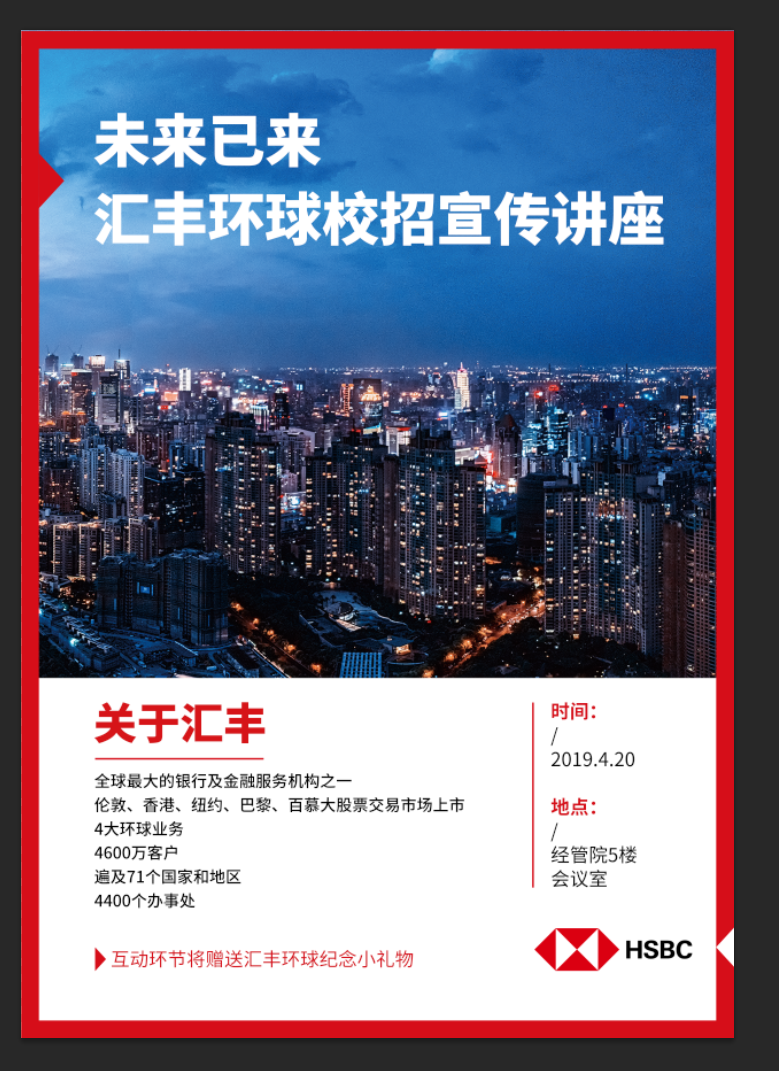 未来已来
汇丰环球校招宣传讲座
关于汇丰
全球最大的银行及金融服务机构之一
伦敦、香港、纽约、巴黎、百慕大股票交易市场上市
4大环球业务
4600万客户
遍及71个国家和地区
4400个办事处
互动环节将赠送汇丰环球纪念小礼物
时间：
/
2019.4.20
地点：
/
经管院5楼
会议室
HSBC